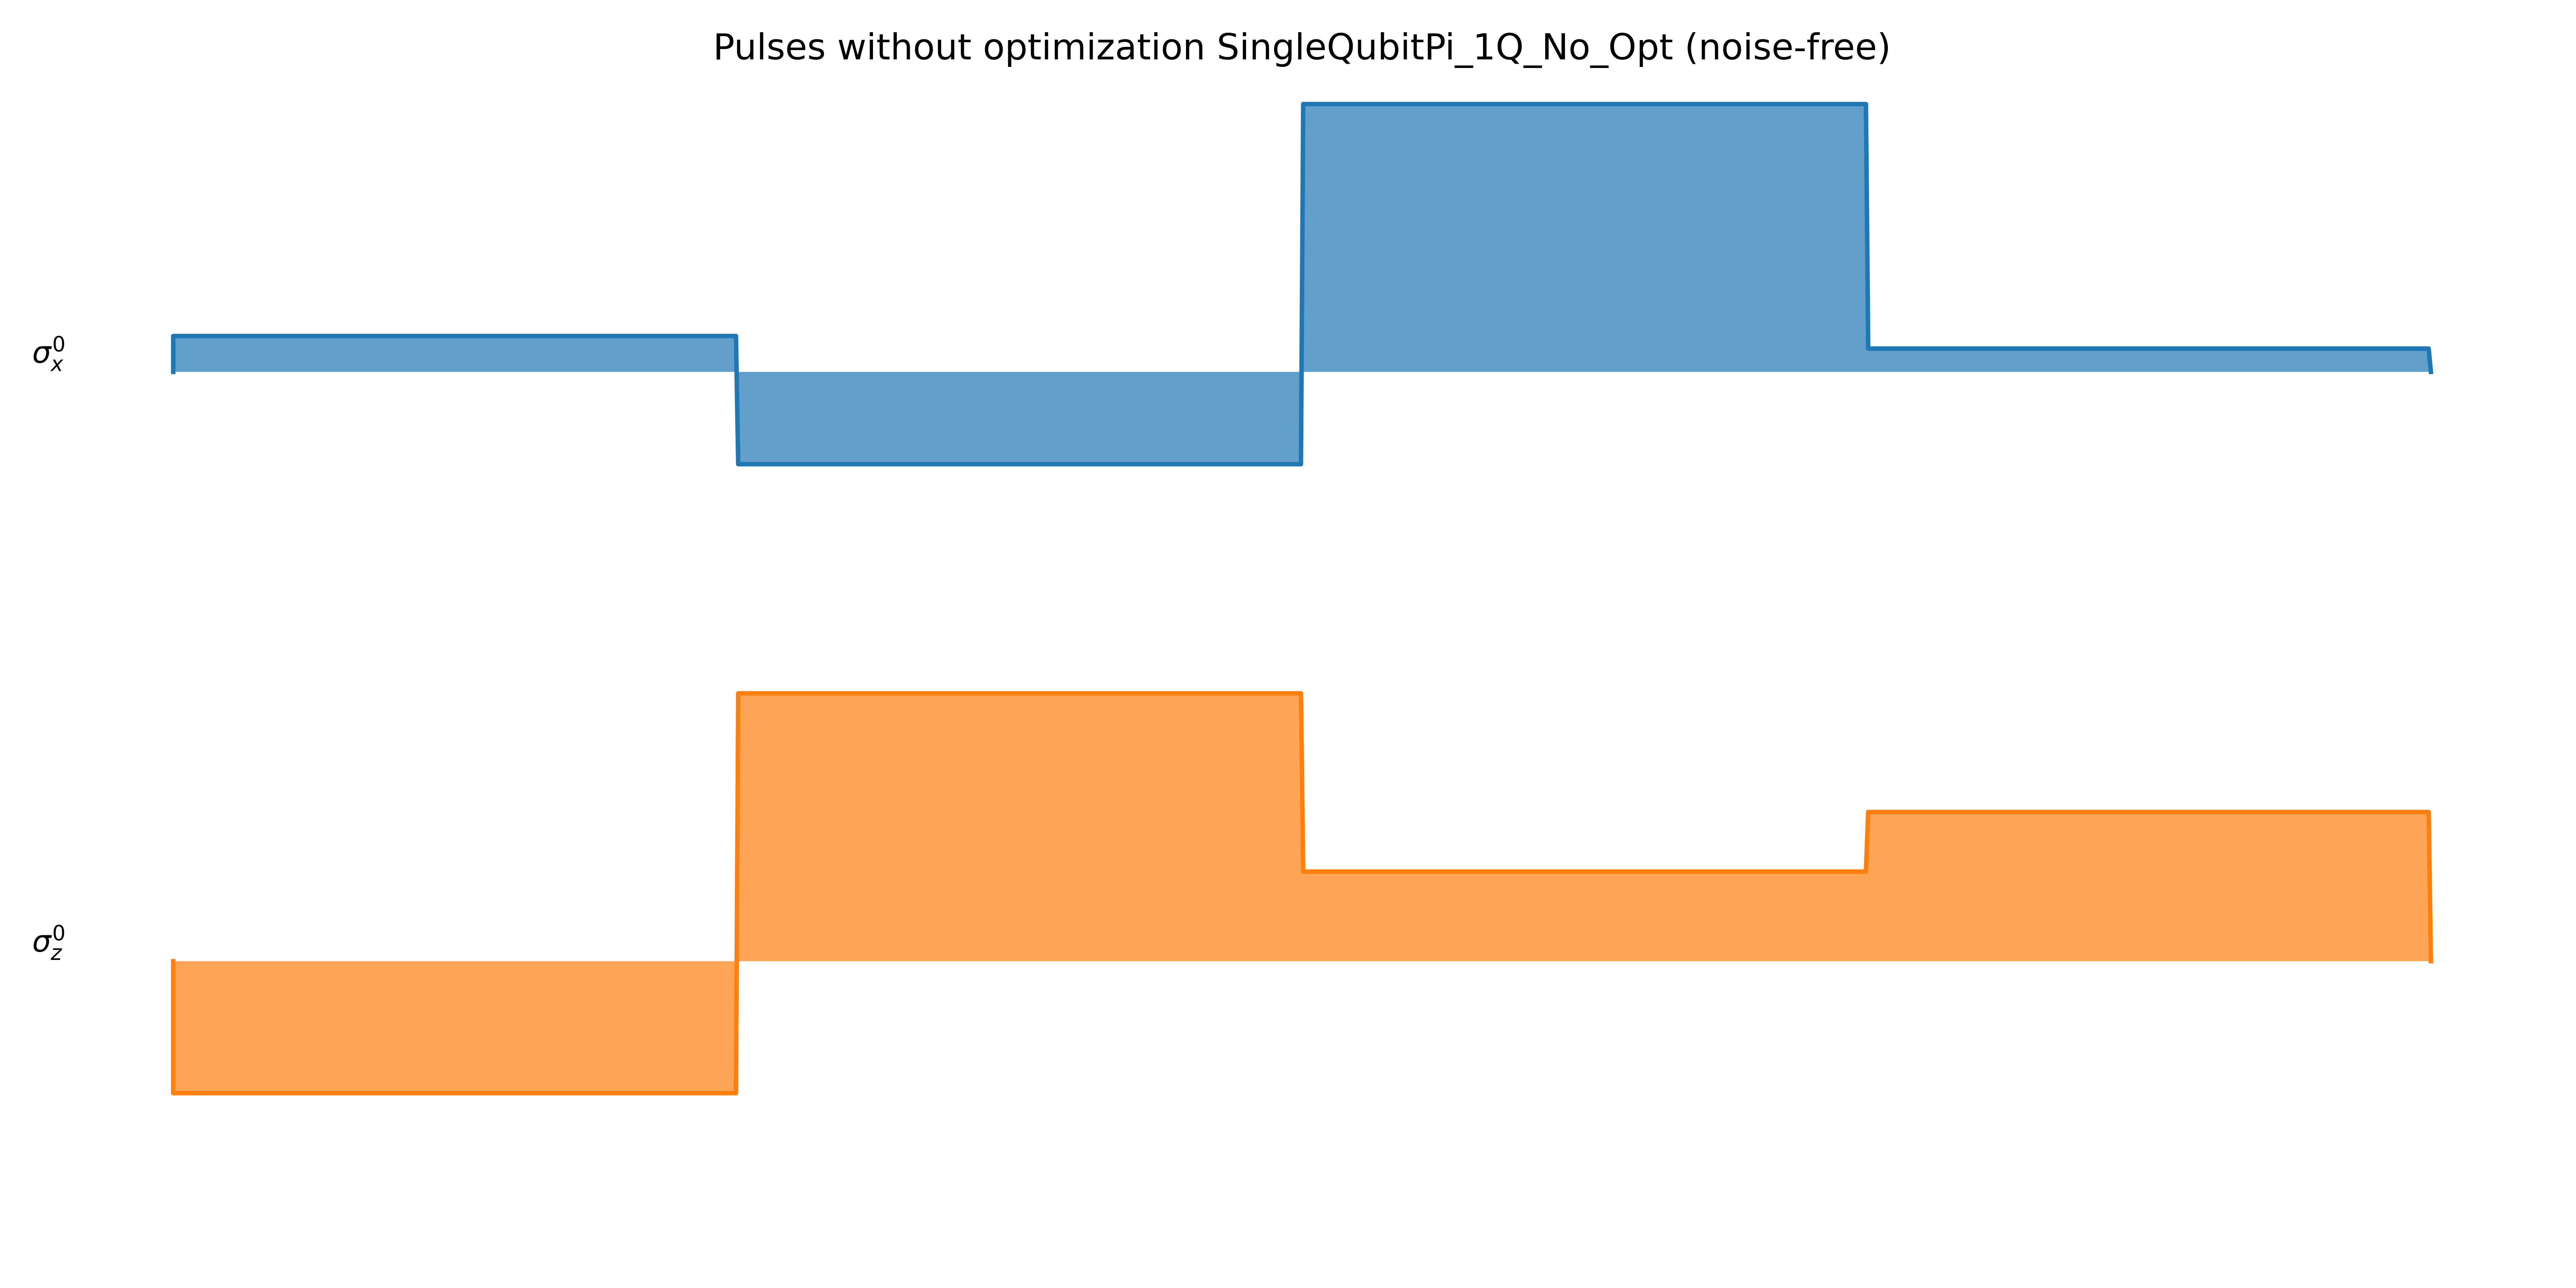 Pulses without optimization SingleQubitPi_1Q_No_Opt (noise-free)
σ_x^0
σ_z^0